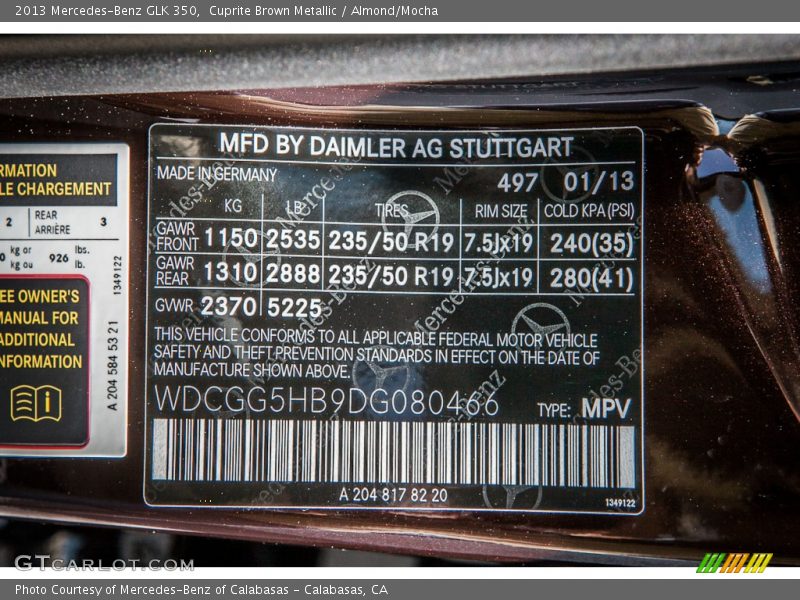 2013 Mercedes-Benz GLK 350,  Cuprite Brown Metallic / Almond/Mocha
RMATION
LE CHARGEMENT
2 REAR ARRIÈRE 3
0 kg or kg ou 926 lbs. lb.
EE OWNER'S
MANUAL FOR
ADDITIONAL
NFORMATION
A 204 584 53 21
1349122
MFD BY DAIMLER AG STUTTGART
MADE IN GERMANY 497 01/13
KG LB TIRES RIM SIZE COLD KPA(PSI)
GAWR FRONT 1150 2535 235/50 R19 7.5Jx19 240(35)
GAWR REAR 1310 2888 235/50 R19 7.5Jx19 280(41)
GVWR 2370 5225
THIS VEHICLE CONFORMS TO ALL APPLICABLE FEDERAL MOTOR VEHICLE
SAFETY AND THEFT PREVENTION STANDARDS IN EFFECT ON THE DATE OF
MANUFACTURE SHOWN ABOVE.
WDCGG5HB9DG080466 TYPE: MPV
A 204 817 82 20
1349122
GTcarlot.com
Photo Courtesy of Mercedes-Benz of Calabasas - Calabasas, CA